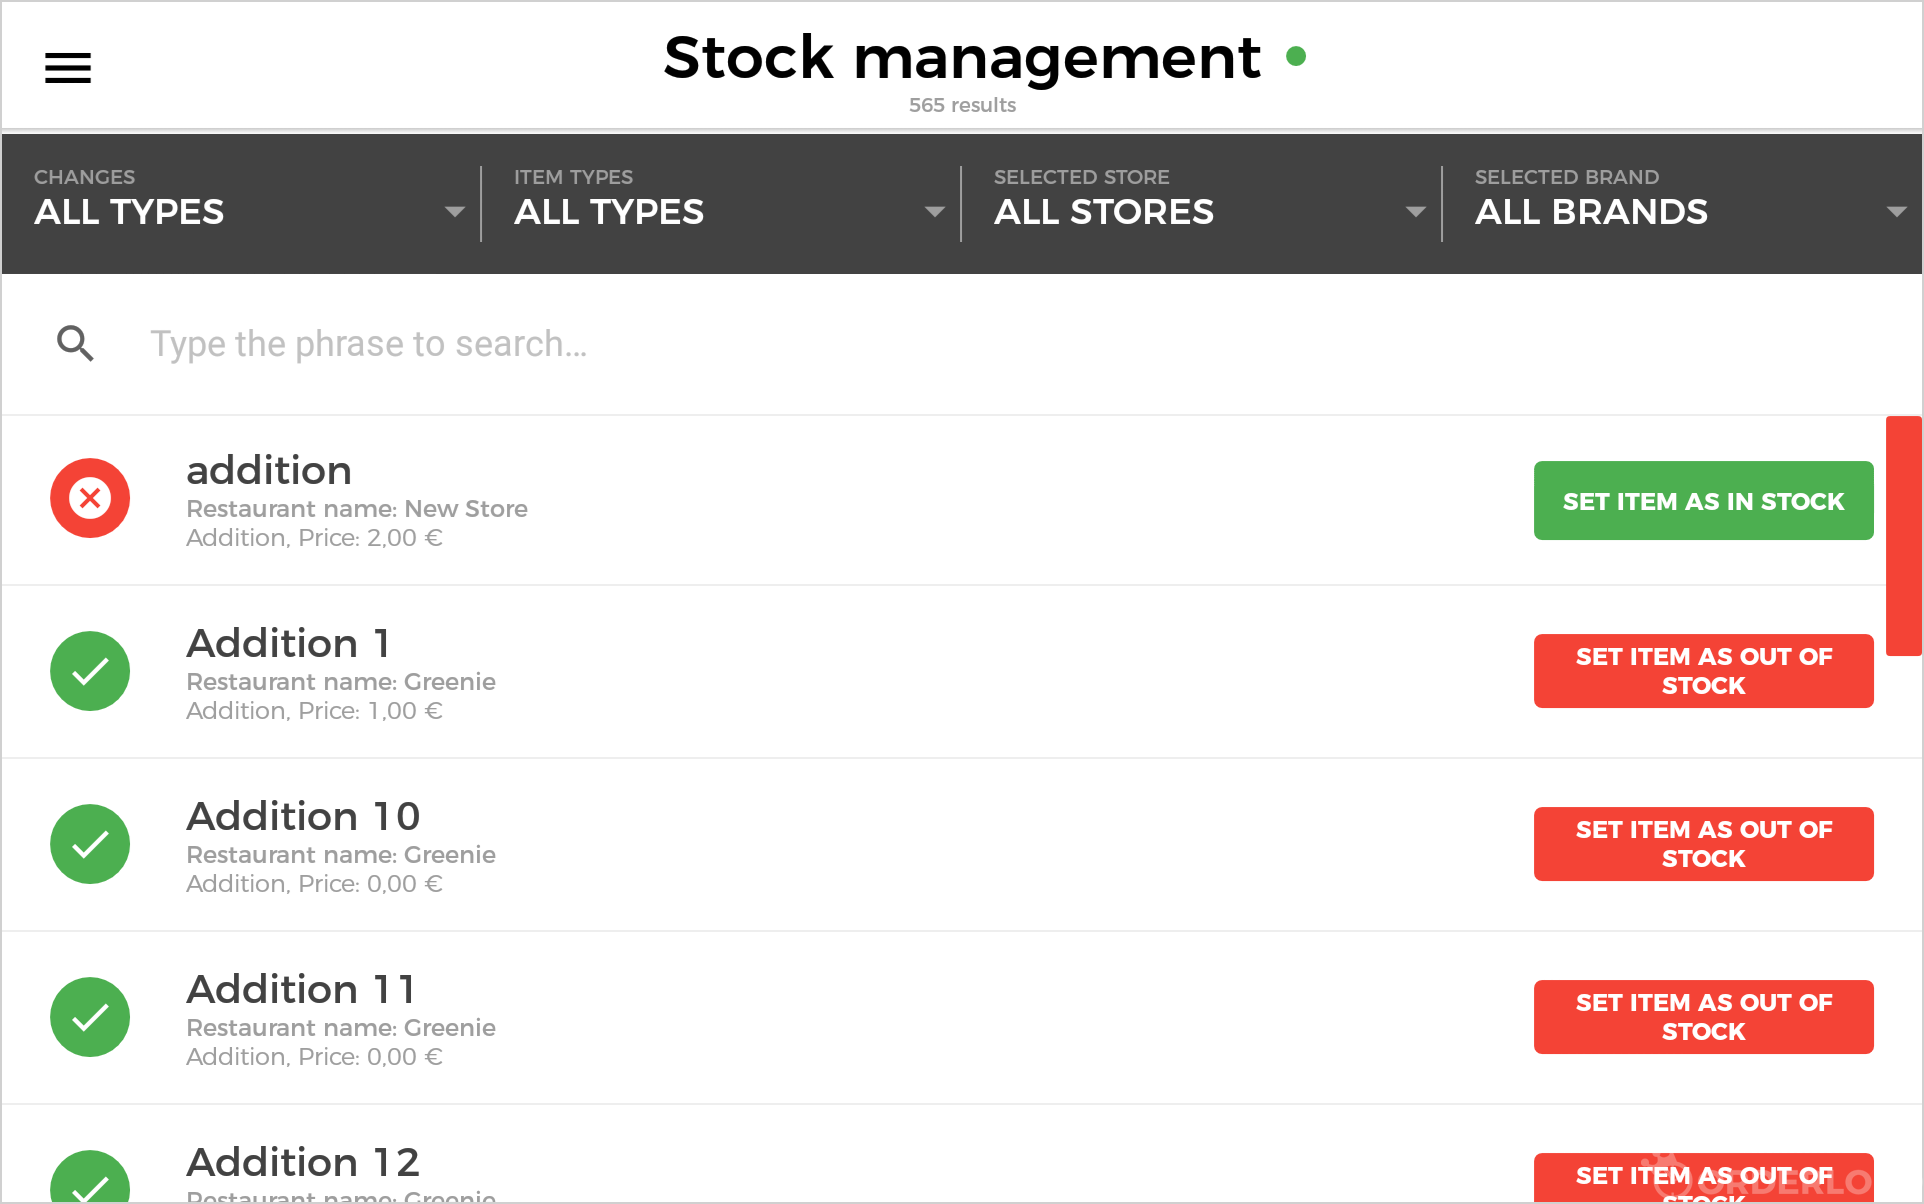 Stock management
565 results
CHANGES
ALL TYPES
ITEM TYPES
ALL TYPES
SELECTED STORE
ALL STORES
SELECTED BRAND
ALL BRANDS
Type the phrase to search...
addition
Restaurant name: New Store
Addition, Price: 2,00 €
SET ITEM AS IN STOCK
Addition 1
Restaurant name: Greenie
Addition, Price: 1,00 €
SET ITEM AS OUT OF
STOCK
Addition 10
Restaurant name: Greenie
Addition, Price: 0,00 €
SET ITEM AS OUT OF
STOCK
Addition 11
Restaurant name: Greenie
Addition, Price: 0,00 €
SET ITEM AS OUT OF
STOCK
Addition 12
Restaurant name: Greenie
SET ITEM AS OUT OF
STOCK
ORDERLO